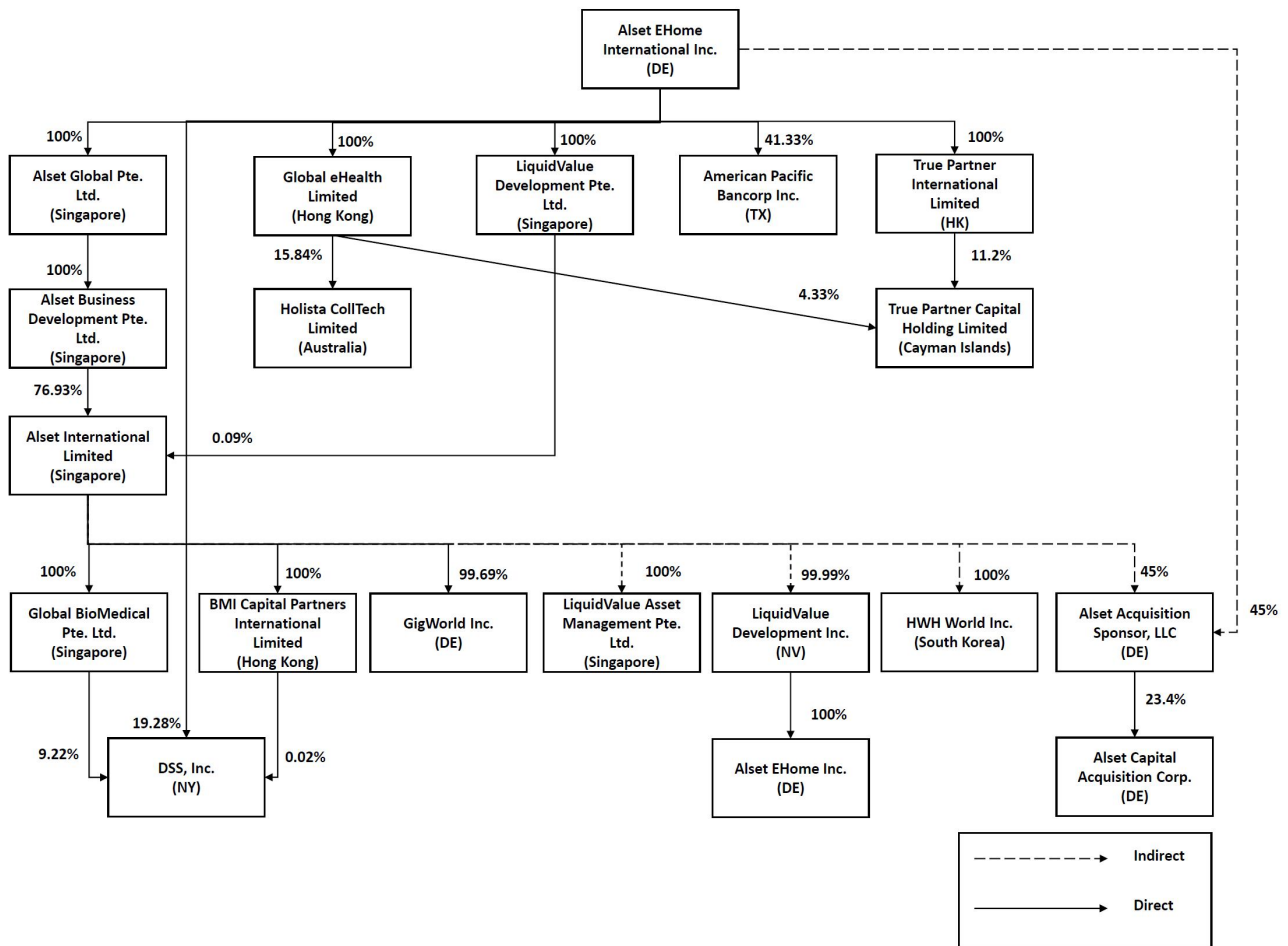 Alset EHome
International Inc.
(DE)
100%
100%
100%
41.33%
100%
Alset Global Pte.
Ltd.
(Singapore)
Global eHealth
Limited
(Hong Kong)
LiquidValue
Development Pte.
Ltd.
(Singapore)
American Pacific
Bancorp Inc.
(TX)
True Partner
International
Limited
(HK)
100%
15.84%
4.33%
11.2%
Alset Business
Development Pte.
Ltd.
(Singapore)
Holista CollTech
Limited
(Australia)
True Partner Capital
Holding Limited
(Cayman Islands)
76.93%
Alset International
Limited
(Singapore)
0.09%
100%
100%
99.69%
100%
99.99%
100%
45%
45%
Global BioMedical
Pte. Ltd.
(Singapore)
BMI Capital Partners
International
Limited
(Hong Kong)
GigWorld Inc.
(DE)
LiquidValue Asset
Management Pte.
Ltd.
(Singapore)
LiquidValue
Development Inc.
(NV)
HWH World Inc.
(South Korea)
Alset Acquisition
Sponsor, LLC
(DE)
9.22%
19.28%
0.02%
100%
23.4%
DSS, Inc.
(NY)
Alset EHome Inc.
(DE)
Alset Capital
Acquisition Corp.
(DE)
Indirect
Direct